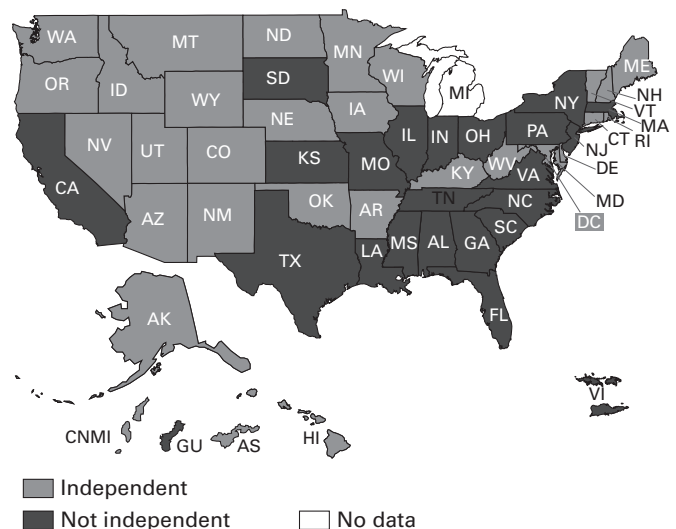 WA
MT
ND
MN
ME
OR
ID
SD
WI
MI
NY
NH
VT
WY
IA
MA
NE
PA
CT
RI
NV
UT
CO
IL
IN
OH
NJ
CA
KS
MO
KY
WV
VA
DE
AZ
NM
OK
AR
TN
NC
MD
DC
SC
TX
LA
MS
AL
GA
FL
AK
VI
CNMI
GU
AS
HI
Independent
Not independent
No data